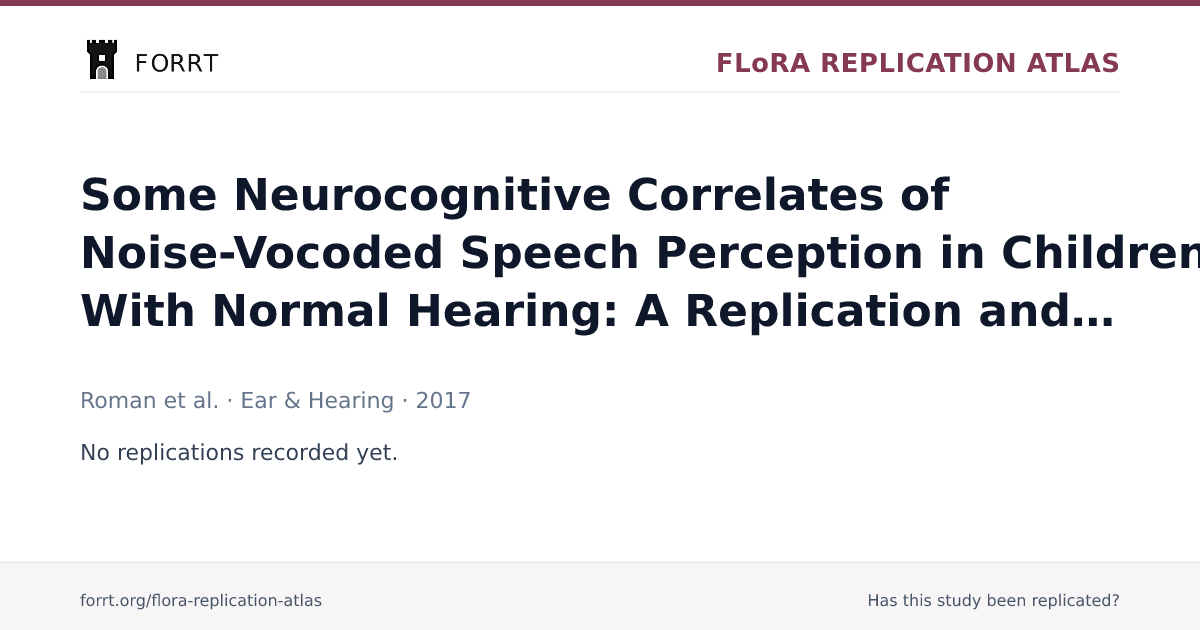 FORRT
FLoRA REPLICATION ATLAS
Some Neurocognitive Correlates of
Noise-Vocoded Speech Perception in Children
With Normal Hearing: A Replication and…
Roman et al. · Ear & Hearing · 2017
No replications recorded yet.
forrt.org/flora-replication-atlas
Has this study been replicated?